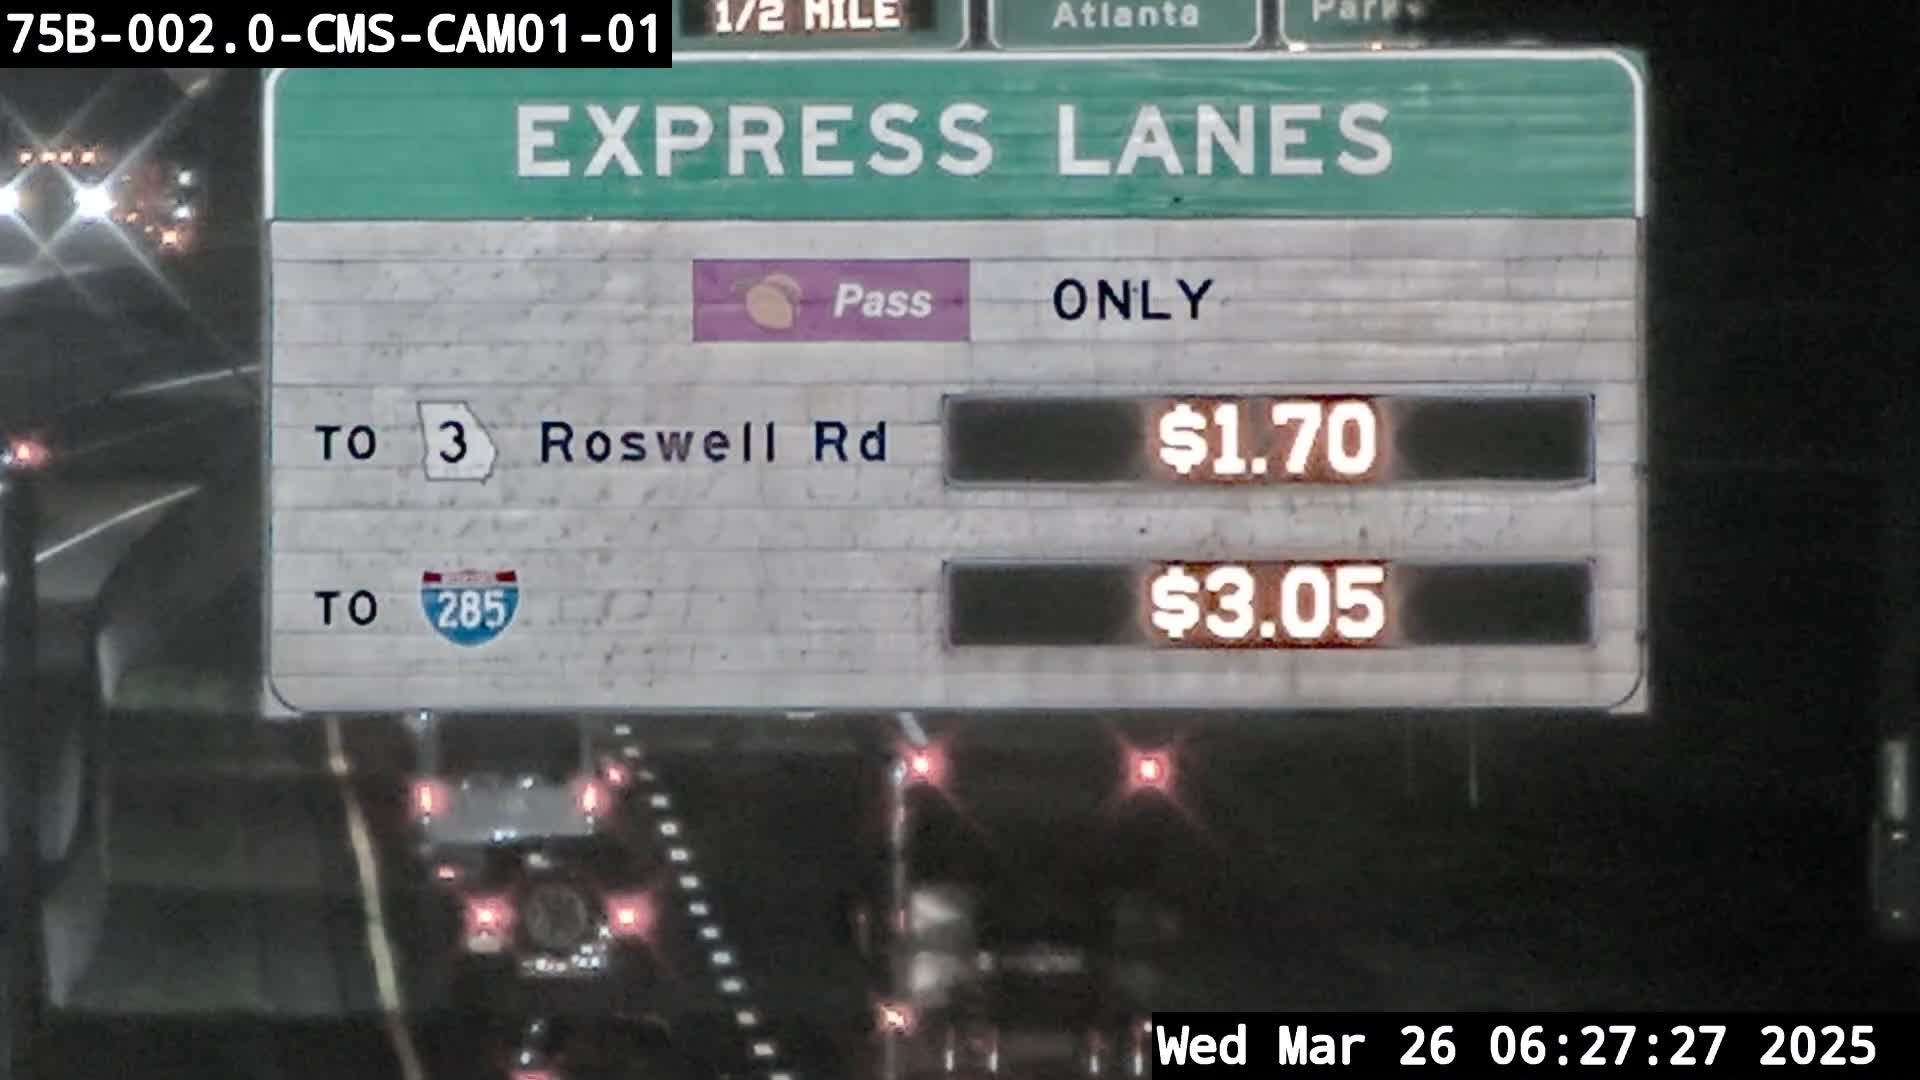 75B-002.0-CMS-CAM01-01
1/2 MILE
Atlanta
EXPRESS LANES
Pass ONLY
TO 3 Roswell Rd $1.70
TO 285 $3.05
Wed Mar 26 06:27:27 2025